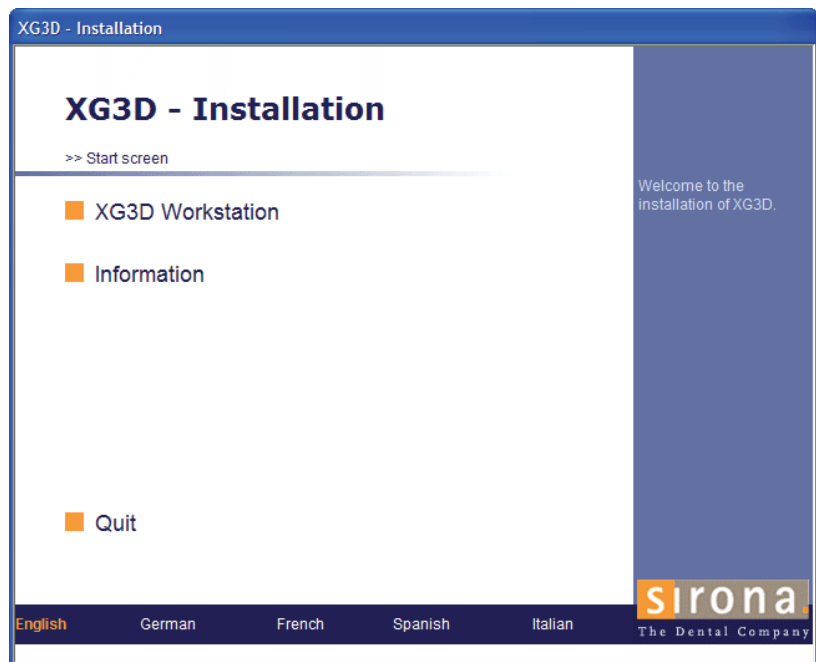 XG3D - Installation
XG3D - Installation
>> Start screen
Welcome to the
installation of XG3D.
XG3D Workstation
Information
Quit
sirona.
The Dental Company
English German French Spanish Italian